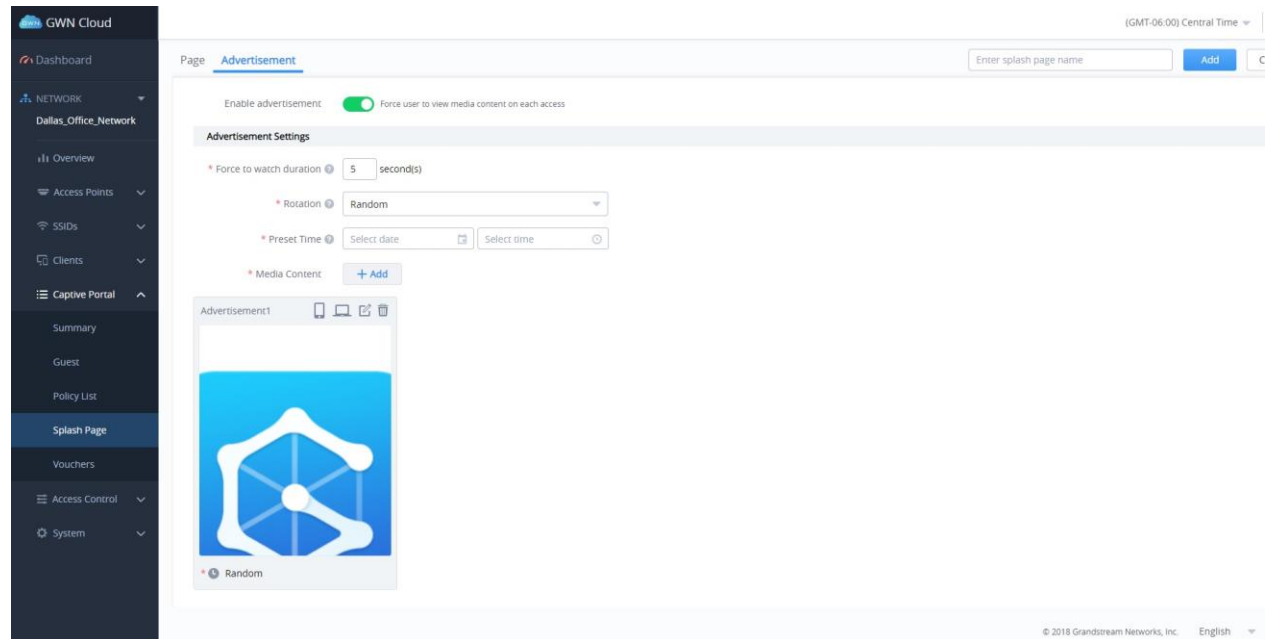 GWN GWN Cloud
(GMT-06:00) Central Time
Dashboard
NETWORK
Dallas_Office_Network
Overview
Access Points
SSIDs
Clients
Captive Portal
Summary
Guest
Policy List
Splash Page
Vouchers
Access Control
System
Page Advertisement
Enter splash page name Add C
Enable advertisement Force user to view media content on each access
Advertisement Settings
* Force to watch duration 5 second(s)
* Rotation Random
* Preset Time Select date Select time
* Media Content + Add
Advertisement1
* Random
© 2018 Grandstream Networks, Inc. English